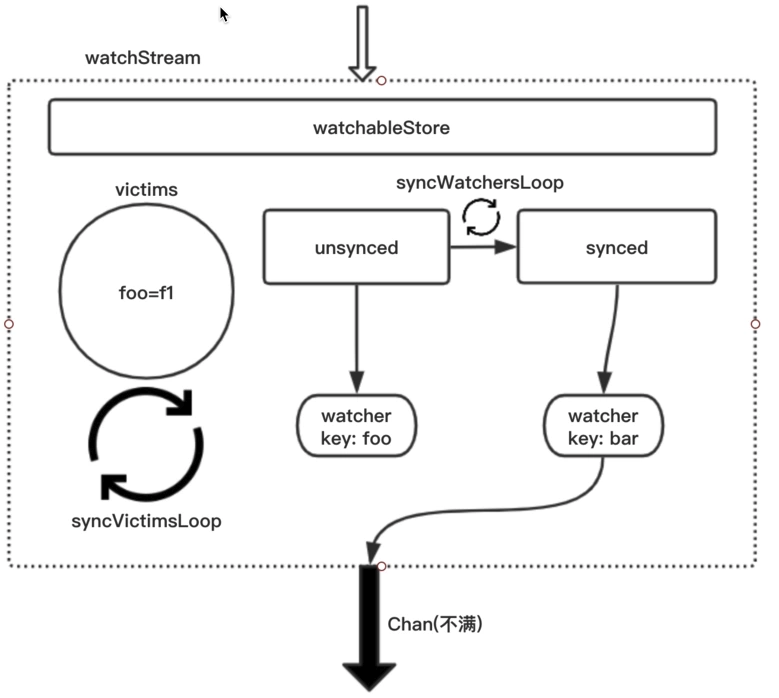 watchStream
watchableStore
victims
syncWatchersLoop
unsynced
synced
foo=f1
watcher
key: foo
watcher
key: bar
syncVictimsLoop
Chan(不满)